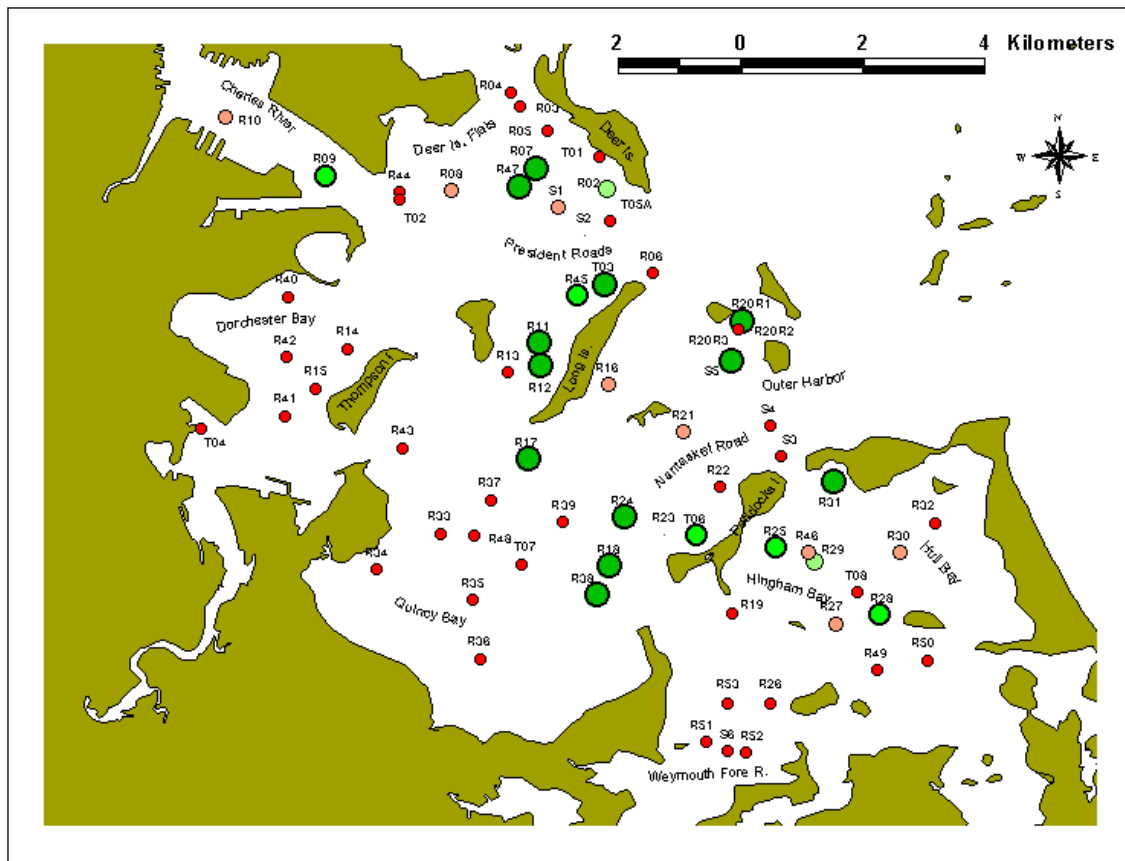 2 0 2 4 Kilometers
Charles River
R10
R04
R03
R05
Deer Is. Flats
Deer Is.
N
W E
S
R09
R07
T01
R44
R08
R47
R02
S1
T02
S2
T05A
President Roads
R06
T03
R45
R40
Dorchester Bay
R20 R1
R11
R20R2
R42
R14
R13
R20 R3
Long Is.
R15
Thompson I
R12
R16
S5
Outer Harbor
R41
R21
T04
S4
R43
Nantasket Road
S3
R17
R22
Peddocks I
R31
R37
R24
R39
R23
T06
R32
R33
R48
R25
R46
R30
Hull Bay
R34
T07
R18
R29
R38
Hingham Bay
T08
R35
Quincy Bay
R28
R19
R27
R36
R49
R50
R53
R26
R51
S6
R52
Weymouth Fore R.